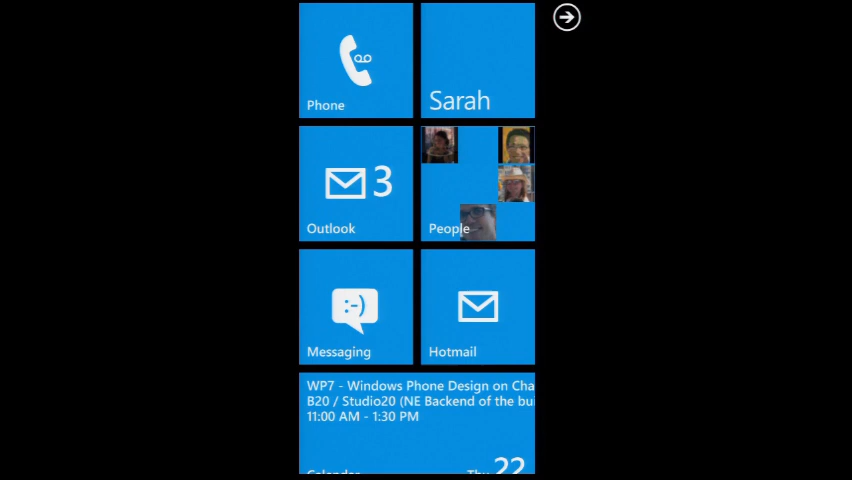 Phone
Sarah
3
Outlook
People
:-)
Messaging
Hotmail
WP7 - Windows Phone Design on Cha
B20 / Studio20 (NE Backend of the bui
11:00 AM - 1:30 PM
Calendar
Thu 22